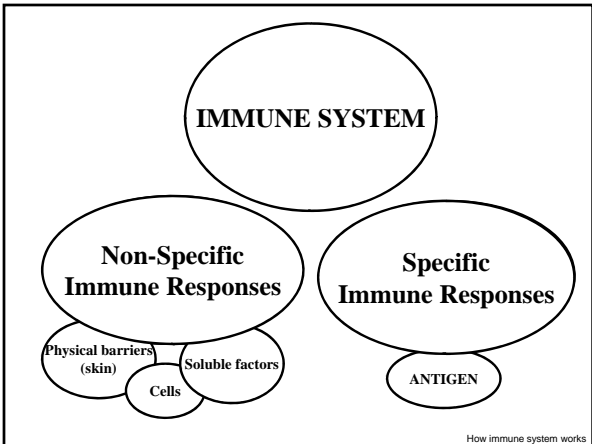 IMMUNE SYSTEM
Non-Specific
Immune Responses
Specific
Immune Responses
Physical barriers
(skin)
Cells
Soluble factors
ANTIGEN
How immune system works